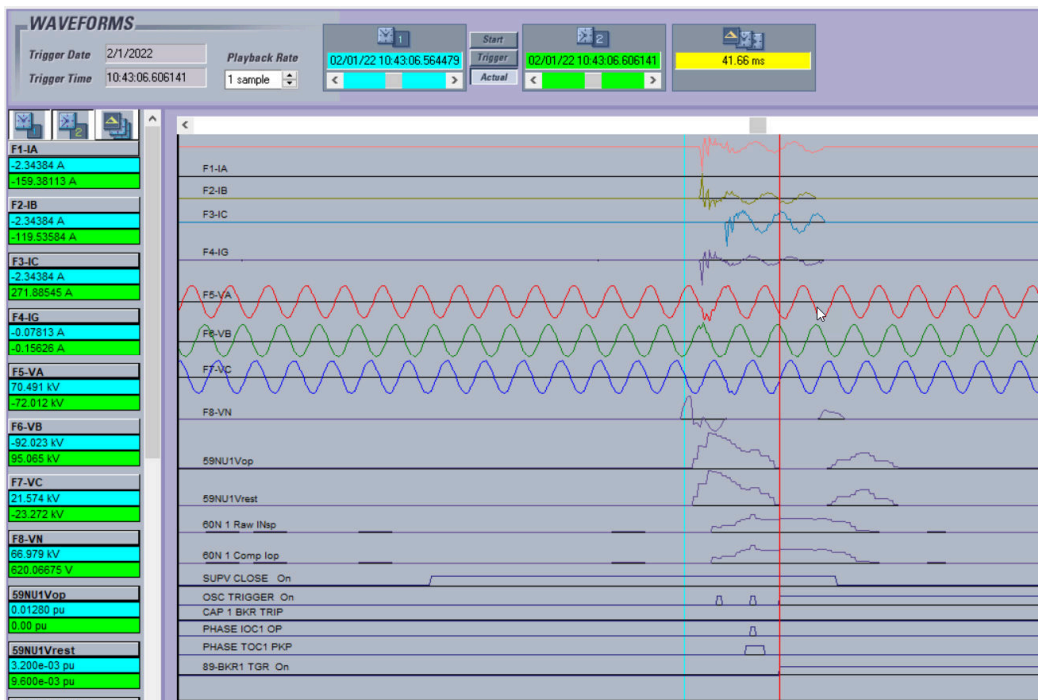 WAVEFORMS
Trigger Date 2/1/2022
Trigger Time 10:43:06.606141
Playback Rate
1 sample
1
02/01/22 10:43:06.564479
Start
Trigger
Actual
2
02/01/22 10:43:06.606141
41.66 ms
2
F1-IA
-2.34384 A
-159.38113 A
F2-IB
-2.34384 A
-119.53584 A
F3-IC
-2.34384 A
271.88545 A
F4-IG
-0.07813 A
-0.15626 A
F5-VA
70.491 kV
-72.012 kV
F6-VB
-92.023 kV
95.065 kV
F7-VC
21.574 kV
-23.272 kV
F8-VN
66.979 kV
620.06675 V
59NU1Vop
0.01280 pu
0.00 pu
59NU1Vrest
3.200e-03 pu
9.600e-03 pu
F1-IA
F2-IB
F3-IC
F4-IG
F5-VA
F6-VB
F7-VC
F8-VN
59NU1Vop
59NU1Vrest
60N 1 Raw INsp
60N 1 Comp Iop
SUPV CLOSE On
OSC TRIGGER On
CAP 1 BKR TRIP
PHASE IOC1 OP
PHASE TOC1 PKP
89-BKR1 TGR On